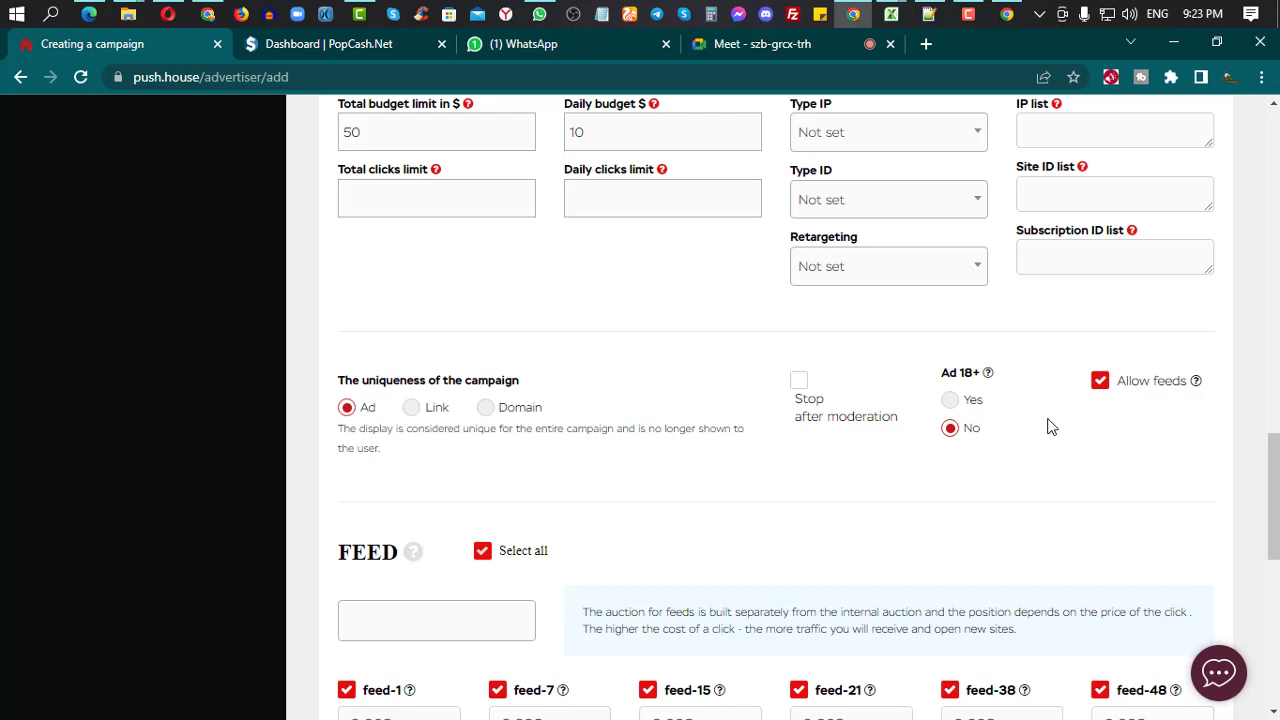 ENG
3:23 PM
Creating a campaign
Dashboard | PopCash.Net
(1) WhatsApp
Meet - szb-grcx-trh
push.house/advertiser/add
Total budget limit in $
Daily budget $
Type IP
IP list
50
10
Not set
Total clicks limit
Daily clicks limit
Type ID
Site ID list
Not set
Retargeting
Subscription ID list
Not set
The uniqueness of the campaign
Ad 18+
Allow feeds
Stop
after moderation
Yes
No
Ad
Link
Domain
The display is considered unique for the entire campaign and is no longer shown to
the user.
FEED
Select all
The auction for feeds is built separately from the internal auction and the position depends on the price of the click .
The higher the cost of a click - the more traffic you will receive and open new sites.
feed-1
feed-7
feed-15
feed-21
feed-38
feed-48